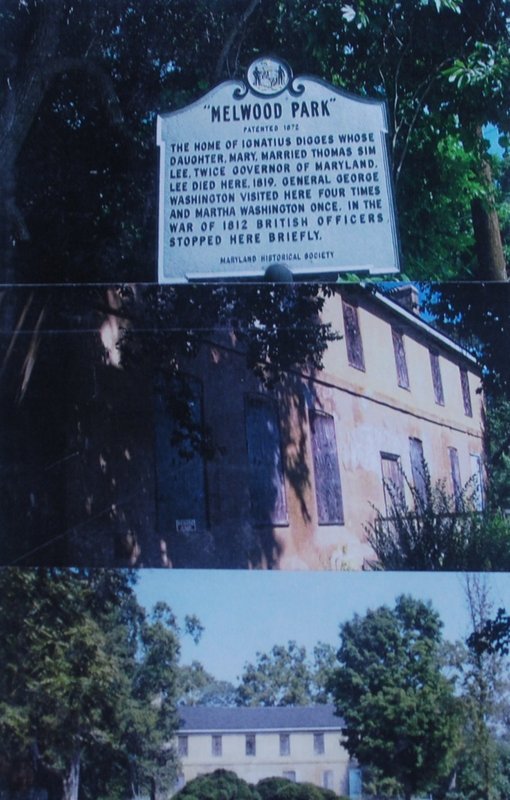 "MELWOOD PARK"
PATENTED 1672
THE HOME OF IGNATIUS DIGGES WHOSE
DAUGHTER, MARY, MARRIED THOMAS SIM
LEE, TWICE GOVERNOR OF MARYLAND.
LEE DIED HERE, 1819. GENERAL GEORGE
WASHINGTON VISITED HERE FOUR TIMES
AND MARTHA WASHINGTON ONCE. IN THE
WAR OF 1812 BRITISH OFFICERS
STOPPED HERE BRIEFLY.
MARYLAND HISTORICAL SOCIETY